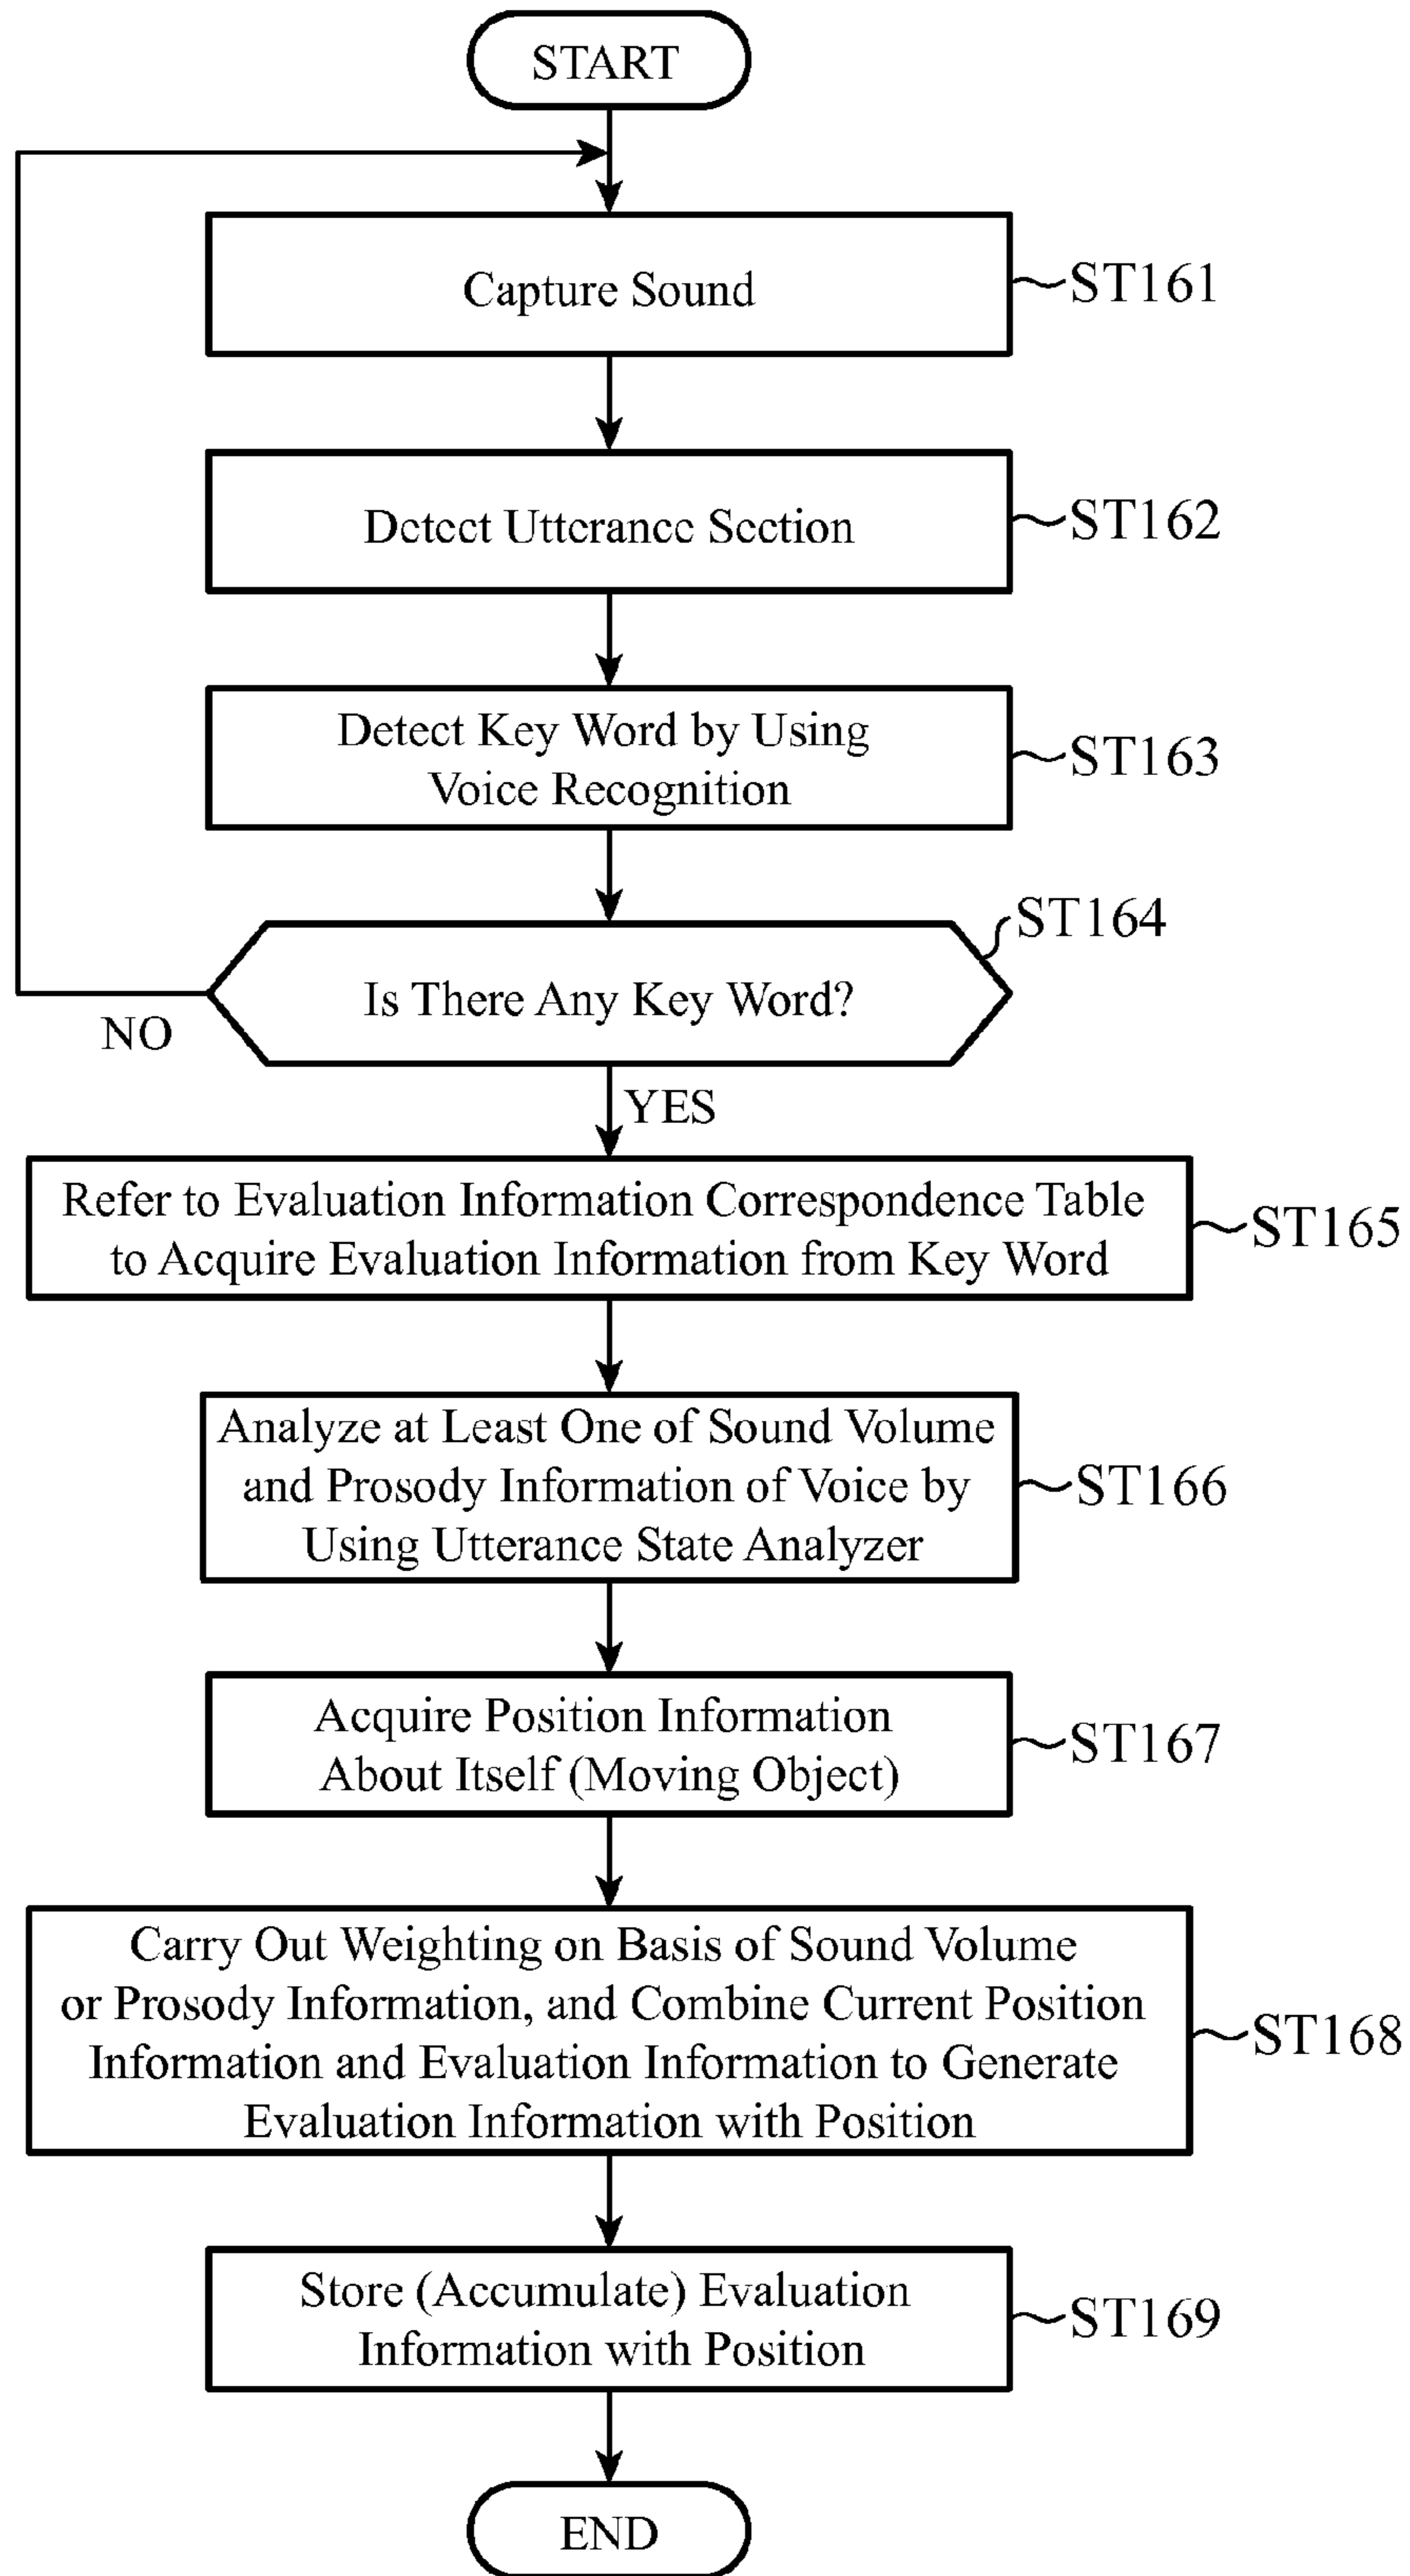 START
Capture Sound
ST161
Detect Utterance Section
ST162
Detect Key Word by Using
Voice Recognition
ST163
ST164
Is There Any Key Word?
NO
YES
Refer to Evaluation Information Correspondence Table
to Acquire Evaluation Information from Key Word
ST165
Analyze at Least One of Sound Volume
and Prosody Information of Voice by
Using Utterance State Analyzer
ST166
Acquire Position Information
About Itself (Moving Object)
ST167
Carry Out Weighting on Basis of Sound Volume
or Prosody Information, and Combine Current Position
Information and Evaluation Information to Generate
Evaluation Information with Position
ST168
Store (Accumulate) Evaluation
Information with Position
ST169
END